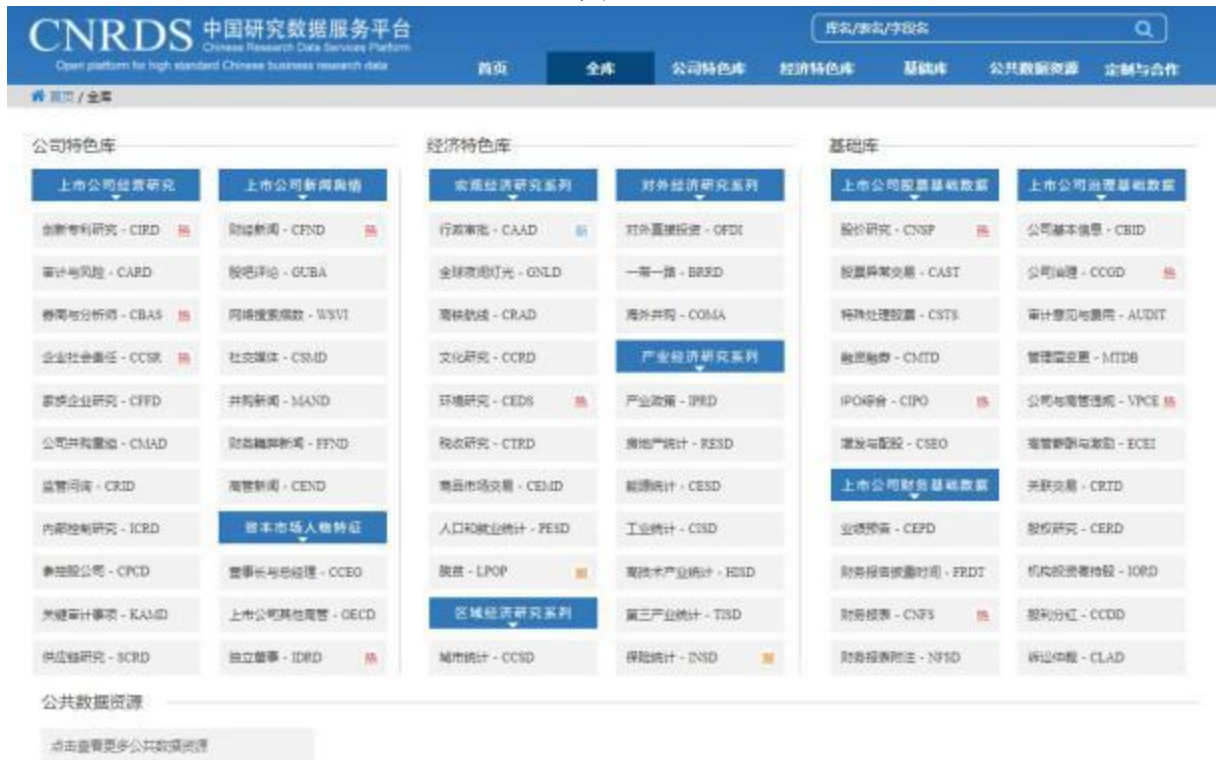 CNRDS 中国研究数据服务平台
Chinese Research Data Services Platform
Open platform for high standard Chinese business research data
库名/表名/字段名
首页 全库 公司特色库 经济特色库 基础库 公共数据资源 定制与合作
首页 / 全库
公司特色库
上市公司经营研究
创新专利研究 - CIRD 热
审计与风险 - CARD
券商与分析师 - CBAS 热
企业社会责任 - CCSR 热
家族企业研究 - CFFD
公司并购重组 - CMAD
监管问询 - CRID
内部控制研究 - ICRD
参控股公司 - CPCD
关键审计事项 - KAMD
供应链研究 - SCRD
上市公司新闻舆情
财经新闻 - CFND 热
股吧评论 - GUBA
网络搜索指数 - WSVI
社交媒体 - CSMD
并购新闻 - MAND
财务舞弊新闻 - FFND
高管新闻 - CEND
资本市场人物特征
董事长与总经理 - CCEO
上市公司其他高管 - OECD
独立董事 - IDRD 热
经济特色库
宏观经济研究系列
行政审批 - CAAD 新
全球夜间灯光 - GNLD
高铁航线 - CRAD
文化研究 - CCRD
环境研究 - CEDS 热
税收研究 - CTRD
商品市场交易 - CEMD
人口和就业统计 - PESD
脱贫 - LPOP
区域经济研究系列
城市统计 - CCSD
对外经济研究系列
对外直接投资 - OFDI
一带一路 - BRRD
海外并购 - COMA
产业经济研究系列
产业政策 - IPRD
房地产统计 - RESD
能源统计 - CESD
工业统计 - CISD
高技术产业统计 - HISD
第三产业统计 - TISD
保险统计 - INSD
基础库
上市公司股票基础数据
股价研究 - CNSP 热
股票异常交易 - CAST
特殊处理股票 - CSTS
融资融券 - CMTD
IPO综合 - CIPO 热
增发与配股 - CSEO
上市公司财务基础数据
业绩预告 - CEPD
财务报告披露时间 - FRDT
财务报表 - CNFS 热
财务报表附注 - NFSD
上市公司治理基础数据
公司基本信息 - CBID
公司治理 - CCGD 热
审计意见与费用 - AUDIT
管理层变更 - MTDB
公司与高管违规 - VPCE 热
高管薪酬与激励 - ECEI
关联交易 - CRTD
股权研究 - CERD
机构投资者持股 - IORD
股利分红 - CCDD
诉讼仲裁 - CLAD
公共数据资源
点击查看更多公共数据资源